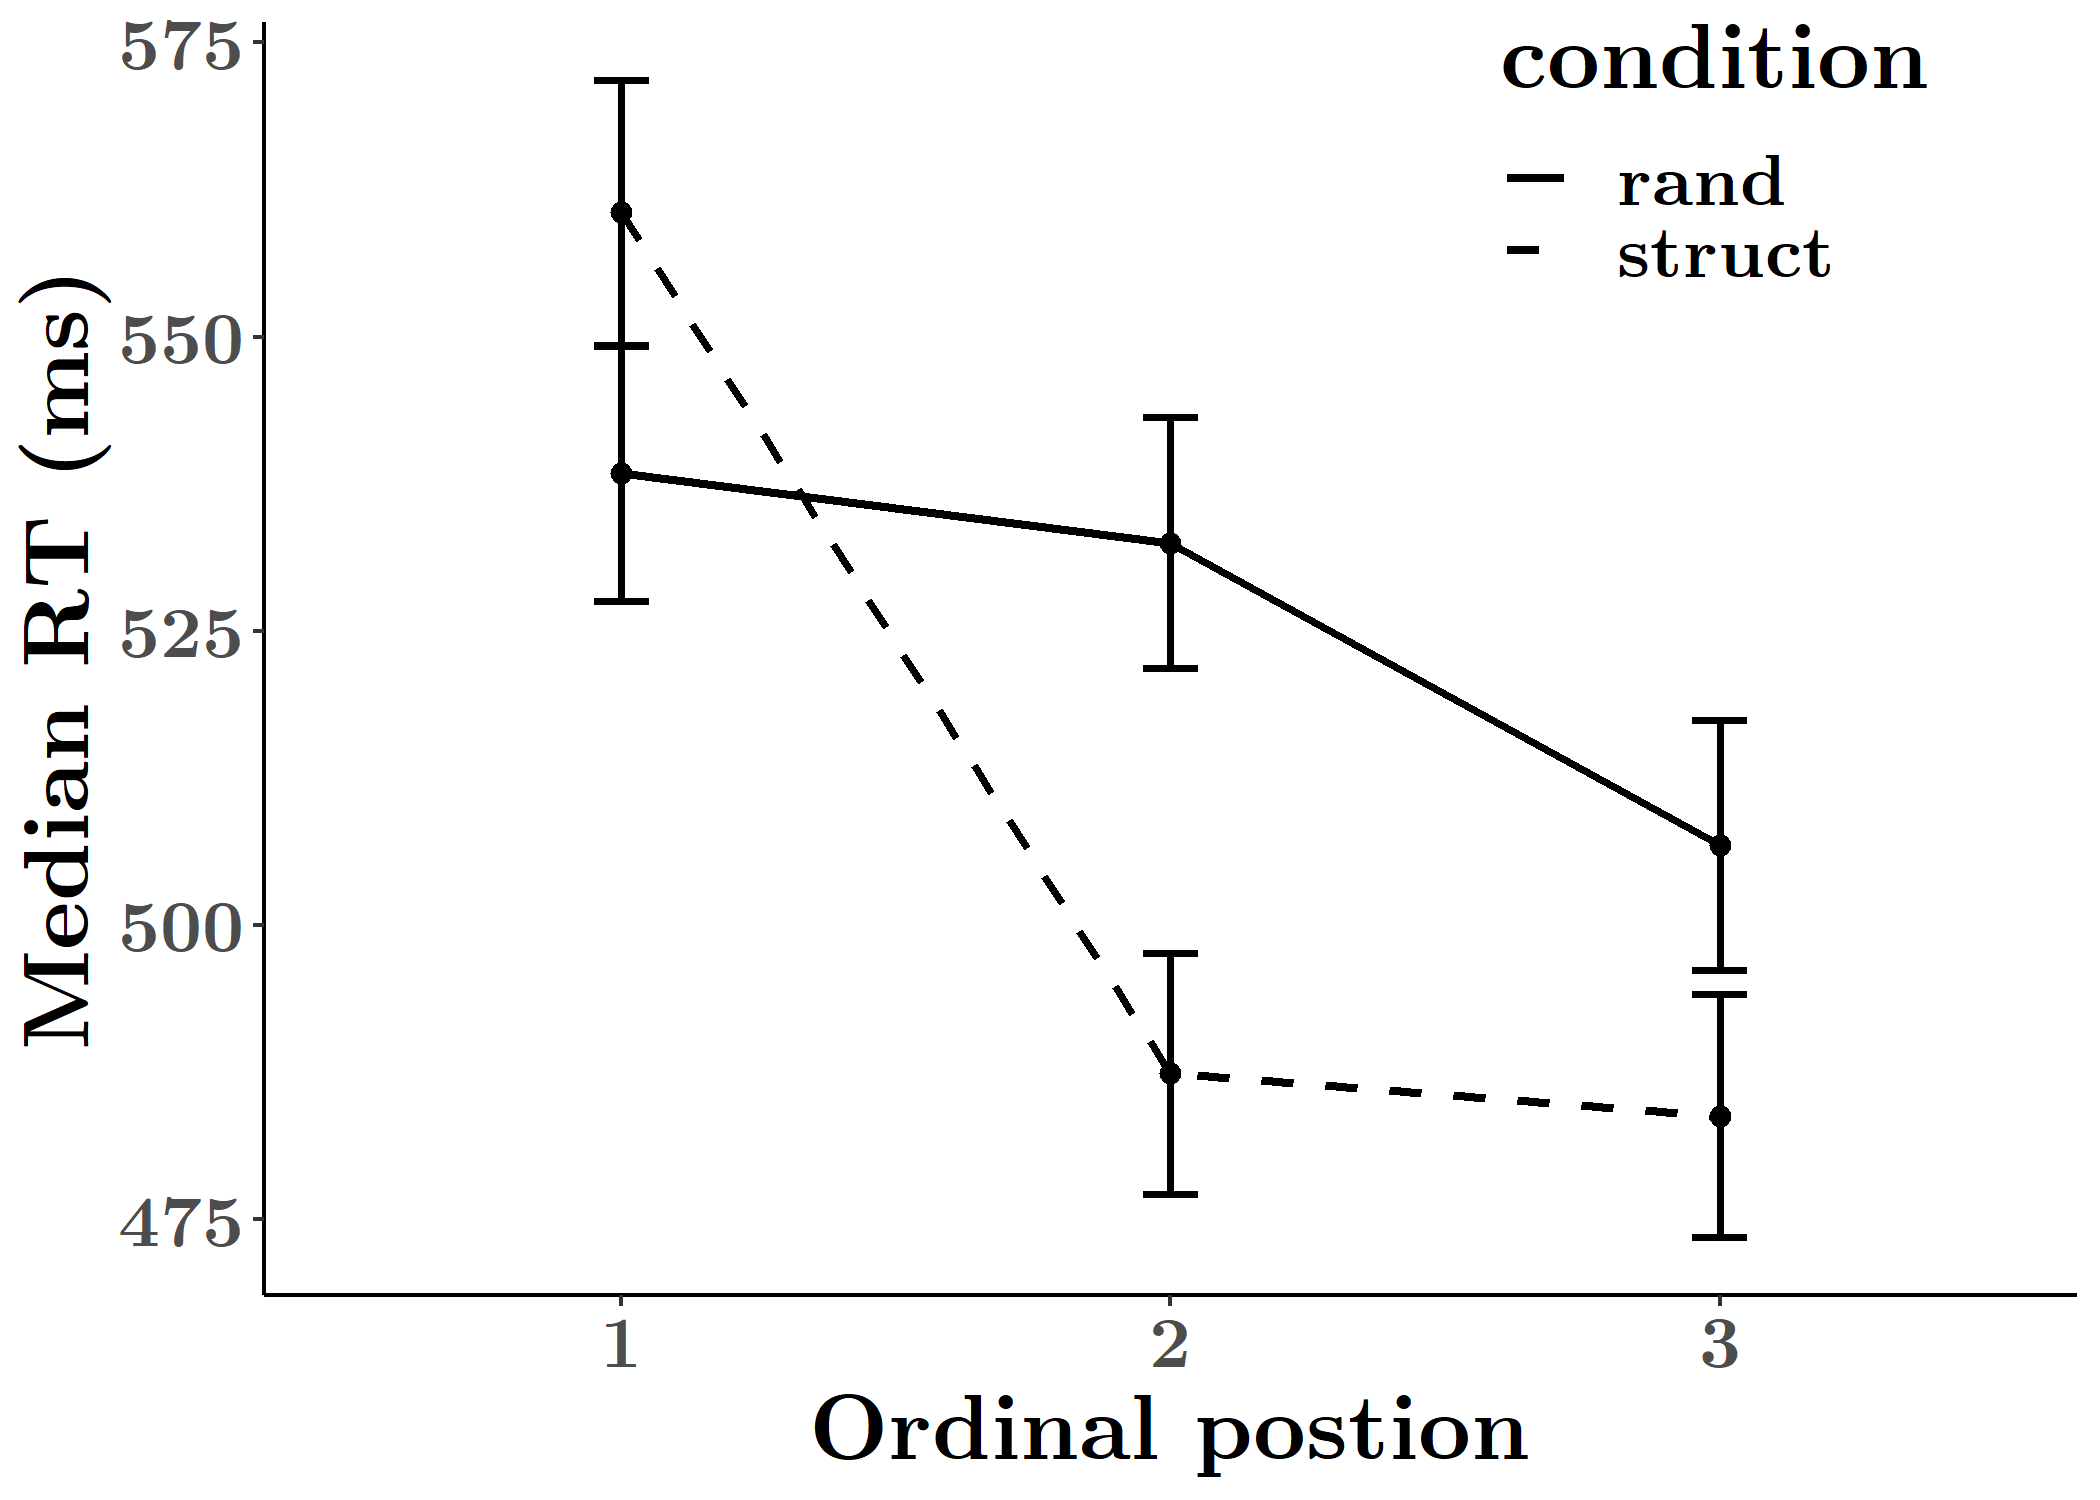 condition
rand
struct
Median RT (ms)
575
550
525
500
475
1 2 3
Ordinal postion